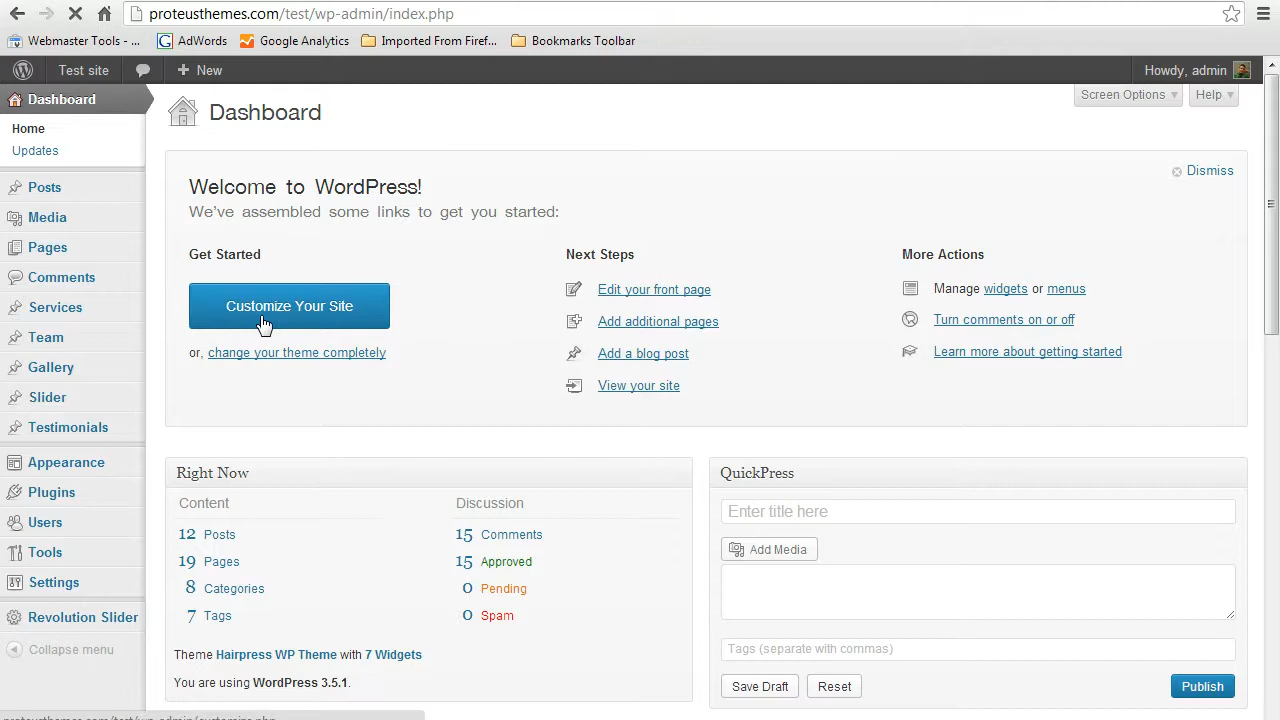 proteusthemes.com/test/wp-admin/index.php
Webmaster Tools - ...
AdWords
Google Analytics
Imported From Firef...
Bookmarks Toolbar
Test site
New
Howdy, admin
Dashboard
Home
Updates
Posts
Media
Pages
Comments
Services
Team
Gallery
Slider
Testimonials
Appearance
Plugins
Users
Tools
Settings
Revolution Slider
Collapse menu
Screen Options
Help
Dashboard
Dismiss
Welcome to WordPress!
We've assembled some links to get you started:
Get Started
Customize Your Site
or, change your theme completely
Next Steps
Edit your front page
Add additional pages
Add a blog post
View your site
More Actions
Manage widgets or menus
Turn comments on or off
Learn more about getting started
Right Now
Content
12 Posts
19 Pages
8 Categories
7 Tags
Discussion
15 Comments
15 Approved
0 Pending
0 Spam
Theme Hairpress WP Theme with 7 Widgets
You are using WordPress 3.5.1.
QuickPress
Enter title here
Add Media
Tags (separate with commas)
Save Draft
Reset
Publish
proteusthemes.com/test/wp-admin/customize.php